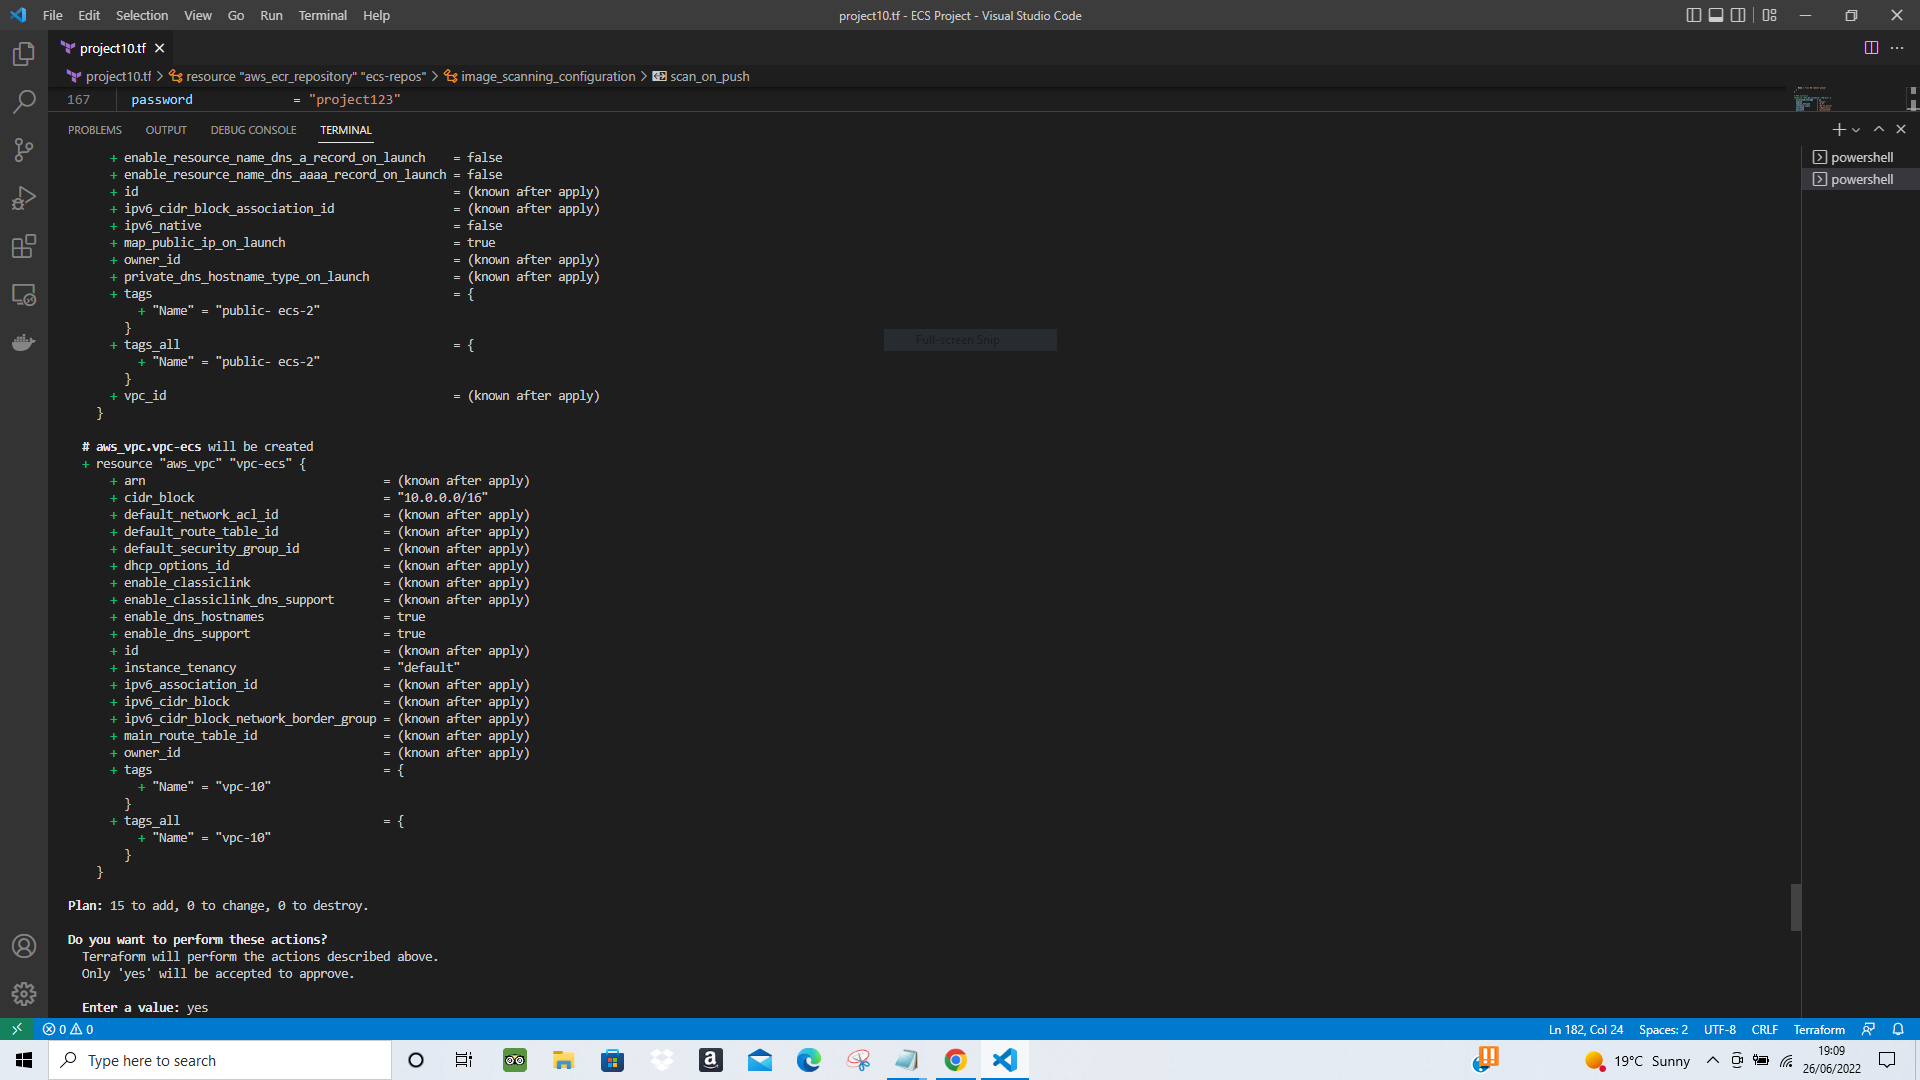 File Edit Selection View Go Run Terminal Help
project10.tf - ECS Project - Visual Studio Code
project10.tf
project10.tf > resource "aws_ecr_repository" "ecs-repos" > image_scanning_configuration > scan_on_push
167 password = "project123"
PROBLEMS OUTPUT DEBUG CONSOLE TERMINAL
powershell
powershell
+ enable_resource_name_dns_a_record_on_launch = false
+ enable_resource_name_dns_aaaa_record_on_launch = false
+ id = (known after apply)
+ ipv6_cidr_block_association_id = (known after apply)
+ ipv6_native = false
+ map_public_ip_on_launch = true
+ owner_id = (known after apply)
+ private_dns_hostname_type_on_launch = (known after apply)
+ tags = {
+ "Name" = "public- ecs-2"
}
+ tags_all = {
+ "Name" = "public- ecs-2"
}
+ vpc_id = (known after apply)
}
Full-screen Snip
# aws_vpc.vpc-ecs will be created
+ resource "aws_vpc" "vpc-ecs" {
+ arn = (known after apply)
+ cidr_block = "10.0.0.0/16"
+ default_network_acl_id = (known after apply)
+ default_route_table_id = (known after apply)
+ default_security_group_id = (known after apply)
+ dhcp_options_id = (known after apply)
+ enable_classiclink = (known after apply)
+ enable_classiclink_dns_support = (known after apply)
+ enable_dns_hostnames = true
+ enable_dns_support = true
+ id = (known after apply)
+ instance_tenancy = "default"
+ ipv6_association_id = (known after apply)
+ ipv6_cidr_block = (known after apply)
+ ipv6_cidr_block_network_border_group = (known after apply)
+ main_route_table_id = (known after apply)
+ owner_id = (known after apply)
+ tags = {
+ "Name" = "vpc-10"
}
+ tags_all = {
+ "Name" = "vpc-10"
}
}
Plan: 15 to add, 0 to change, 0 to destroy.
Do you want to perform these actions?
Terraform will perform the actions described above.
Only 'yes' will be accepted to approve.
Enter a value: yes
0 0 Ln 182, Col 24 Spaces: 2 UTF-8 CRLF Terraform
Type here to search
19°C Sunny
19:09
26/06/2022